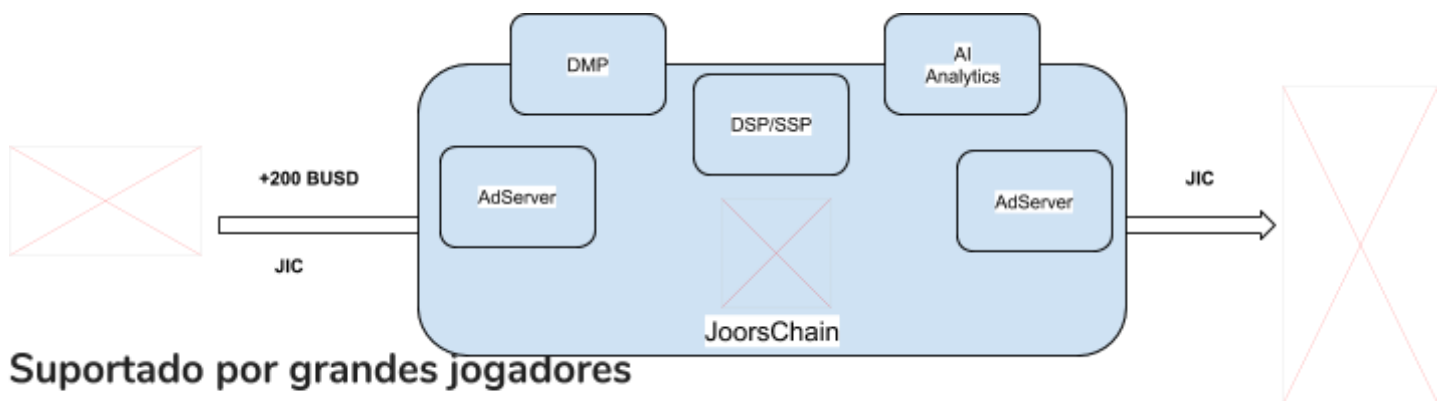 DMP
AI
Analytics
DSP/SSP
+200 BUSD
JIC
AdServer
AdServer
JIC
JoorsChain
Suportado por grandes jogadores